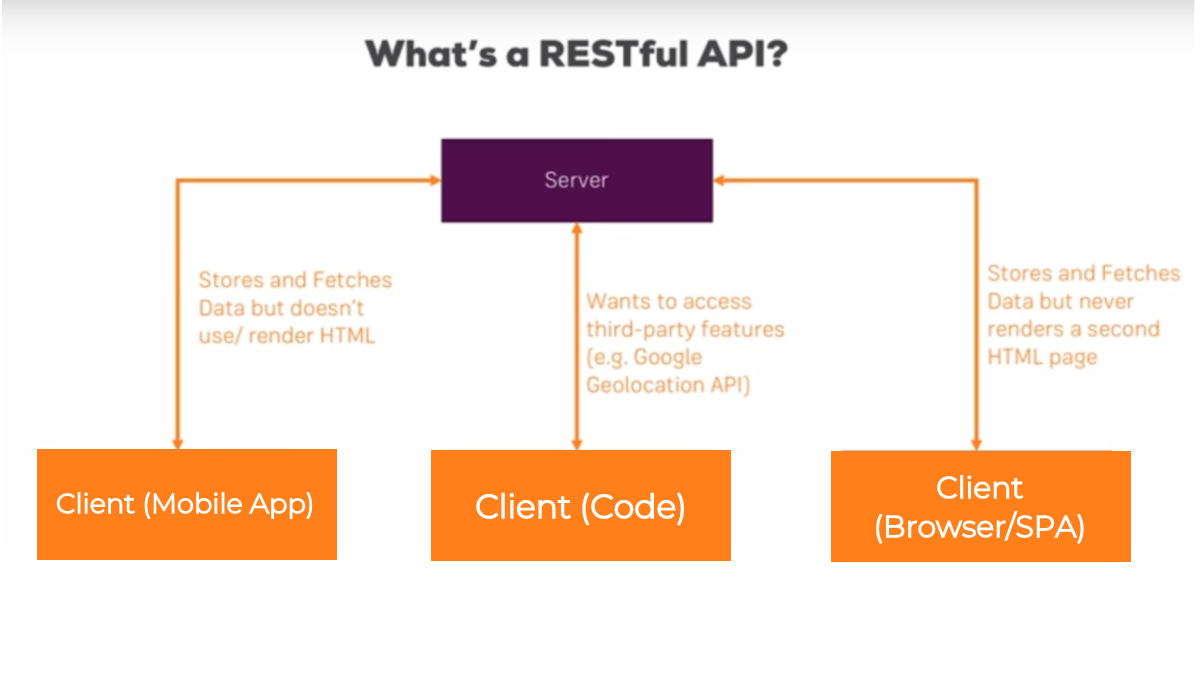 What's a RESTful API?
Server
Stores and Fetches
Data but doesn't
use/ render HTML
Wants to access
third-party features
(e.g. Google
Geolocation API)
Stores and Fetches
Data but never
renders a second
HTML page
Client (Mobile App)
Client (Code)
Client
(Browser/SPA)